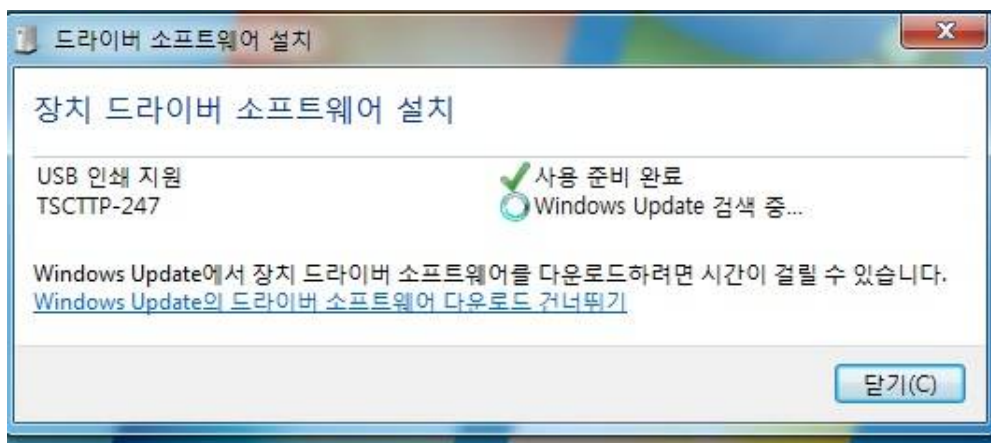 드라이버 소프트웨어 설치
장치 드라이버 소프트웨어 설치
USB 인쇄 지원 사용 준비 완료
TSCTTP-247 Windows Update 검색 중...
Windows Update에서 장치 드라이버 소프트웨어를 다운로드하려면 시간이 걸릴 수 있습니다.
Windows Update의 드라이버 소프트웨어 다운로드 건너뛰기
닫기(C)